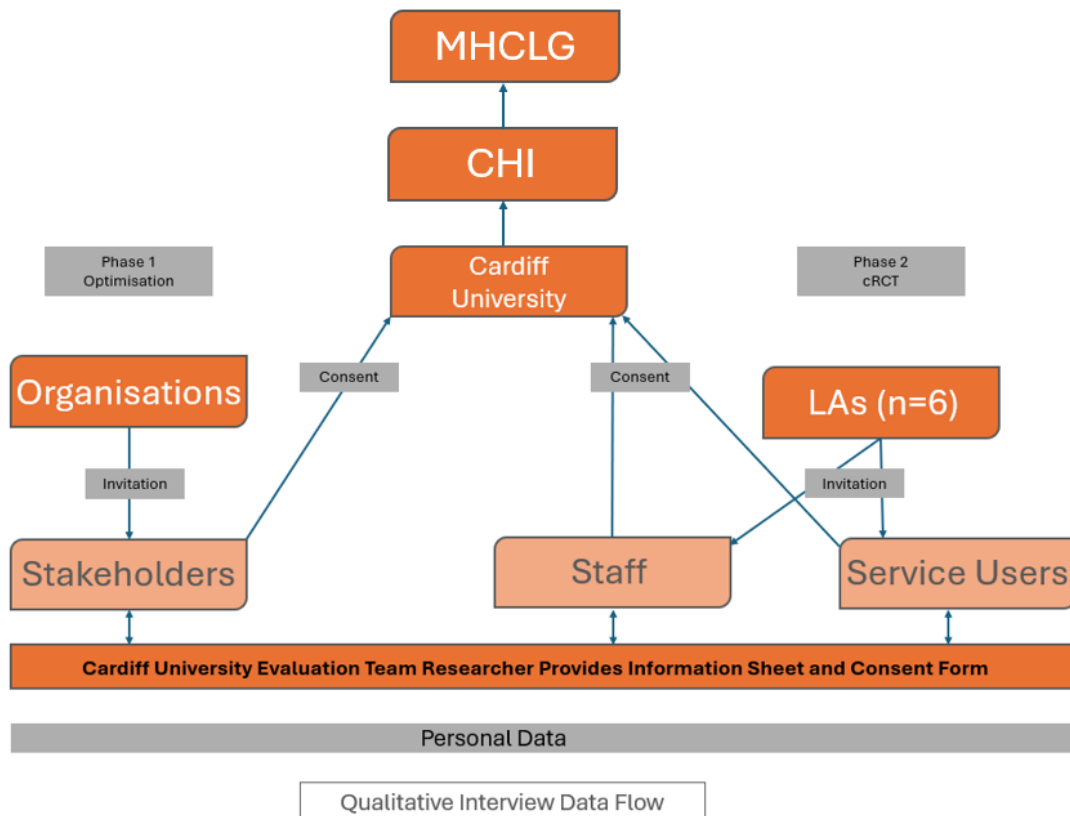 MHCLG
CHI
Phase 1
Optimisation
Cardiff
University
Phase 2
cRCT
Organisations
Consent
Consent
LAs (n=6)
Invitation
Invitation
Stakeholders
Staff
Service Users
Cardiff University Evaluation Team Researcher Provides Information Sheet and Consent Form
Personal Data
Qualitative Interview Data Flow